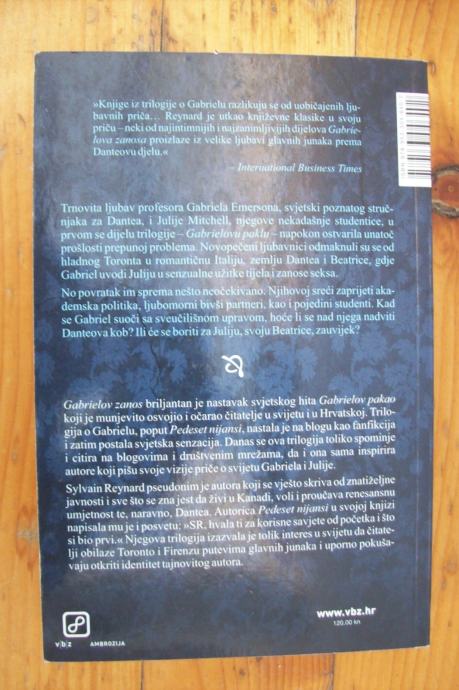 »Knjige iz trilogije o Gabrielu razlikuju se od uobičajenih lju-
bavnih priča... Reynard je utkao književne klasike u svoju
priču – neki od najintimnijih i najzanimljivijih dijelova Gabrie-
lova zanosa proizlaze iz velike ljubavi glavnih junaka prema
Danteovu djelu.«
– International Business Times
Trnovita ljubav profesora Gabriela Emersona, svjetski poznatog struč-
njaka za Dantea, i Julije Mitchell, njegove nekadašnje studentice, u
prvom se dijelu trilogije – Gabrielovu paklu – napokon ostvarila unatoč
prošlosti prepunoj problema. Novopečeni ljubavnici odmaknuli su se od
hladnog Toronta u romantičnu Italiju, zemlju Dantea i Beatrice, gdje
Gabriel uvodi Juliju u senzualne užitke tijela i zanose seksa.
No povratak im sprema nešto neočekivano. Njihovoj sreći zaprijeti aka-
demska politika, ljubomorni bivši partneri, kao i pojedini studenti. Kad
se Gabriel suoči sa sveučilišnom upravom, hoće li se nad njega nadviti
Danteova kob? Ili će se boriti za Juliju, svoju Beatrice, zauvijek?
Gabrielov zanos briljantan je nastavak svjetskog hita Gabrielov pakao
koji je munjevito osvojio i očarao čitatelje u svijetu i u Hrvatskoj. Trilo-
gija o Gabrielu, poput Pedeset nijansi, nastala je na blogu kao fanfikcija
i zatim postala svjetska senzacija. Danas se ova trilogija toliko spominje
i citira na blogovima i društvenim mrežama, da i ona sama inspirira
autore koji pišu svoje vizije priče o svijetu Gabriela i Julije.
Sylvain Reynard pseudonim je autora koji se vješto skriva od znatiželjne
javnosti i sve što se zna jest da živi u Kanadi, voli i proučava renesansnu
umjetnost te, naravno, Dantea. Autorica Pedeset nijansi u svojoj knjizi
napisala mu je i posvetu: »SR, hvala ti za korisne savjete od početka i što
si bio prvi.« Njegova trilogija izazvala je tolik interes u svijetu da čitate-
lji obilaze Toronto i Firenzu putevima glavnih junaka i uporno pokuša-
vaju otkriti identitet tajnovitog autora.
www.vbz.hr
120,00 kn
v|b|z
AMBROZIJA